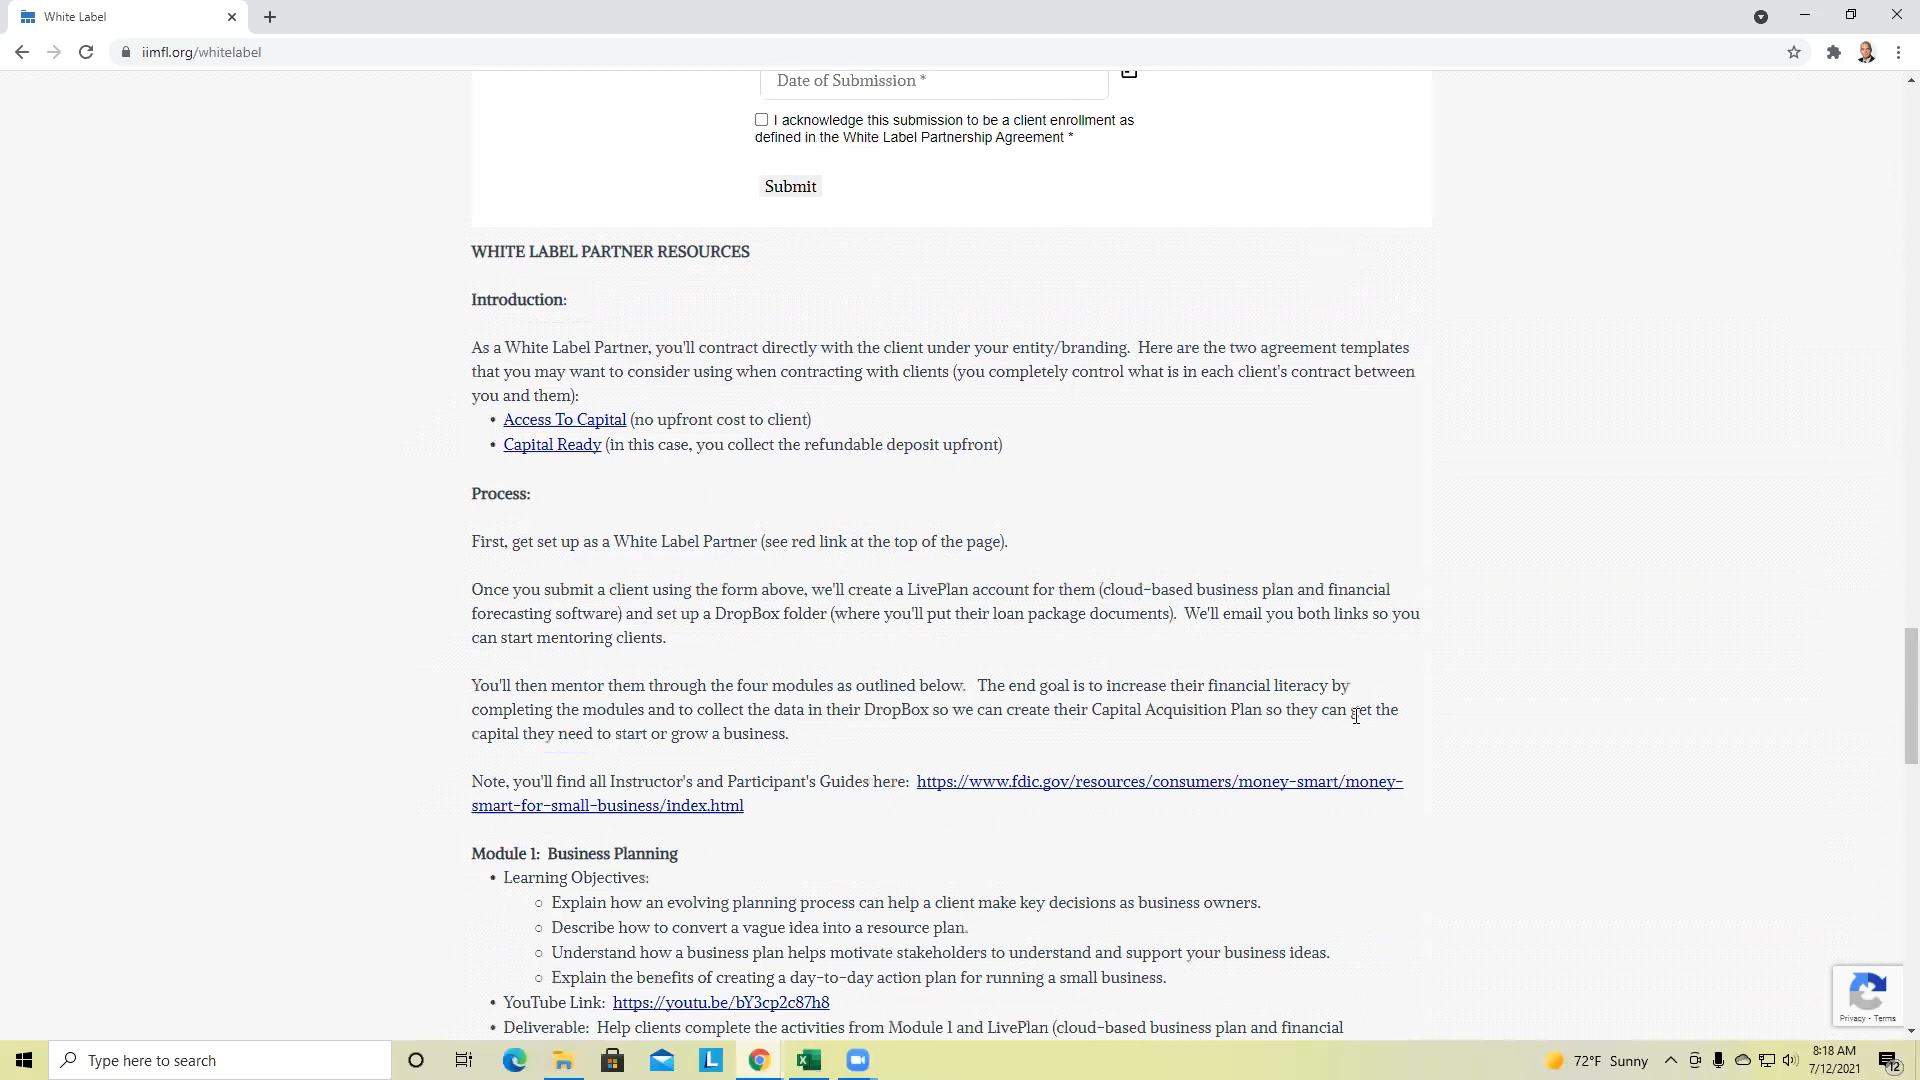 White Label
iimfl.org/whitelabel
Date of Submission *
I acknowledge this submission to be a client enrollment as
defined in the White Label Partnership Agreement *
Submit
WHITE LABEL PARTNER RESOURCES
Introduction:
As a White Label Partner, you'll contract directly with the client under your entity/branding.  Here are the two agreement templates
that you may want to consider using when contracting with clients (you completely control what is in each client's contract between
you and them):
• Access To Capital (no upfront cost to client)
• Capital Ready (in this case, you collect the refundable deposit upfront)
Process:
First, get set up as a White Label Partner (see red link at the top of the page).
Once you submit a client using the form above, we'll create a LivePlan account for them (cloud-based business plan and financial
forecasting software) and set up a DropBox folder (where you'll put their loan package documents).  We'll email you both links so you
can start mentoring clients.
You'll then mentor them through the four modules as outlined below.   The end goal is to increase their financial literacy by
completing the modules and to collect the data in their DropBox so we can create their Capital Acquisition Plan so they can get the
capital they need to start or grow a business.
Note, you'll find all Instructor's and Participant's Guides here:  https://www.fdic.gov/resources/consumers/money-smart/money-
smart-for-small-business/index.html
Module 1:  Business Planning
• Learning Objectives:
○ Explain how an evolving planning process can help a client make key decisions as business owners.
○ Describe how to convert a vague idea into a resource plan.
○ Understand how a business plan helps motivate stakeholders to understand and support your business ideas.
○ Explain the benefits of creating a day-to-day action plan for running a small business.
• YouTube Link:  https://youtu.be/bY3cp2c87h8
• Deliverable:  Help clients complete the activities from Module 1 and LivePlan (cloud-based business plan and financial
Privacy - Terms
Type here to search
L
72°F Sunny
8:18 AM
7/12/2021
12